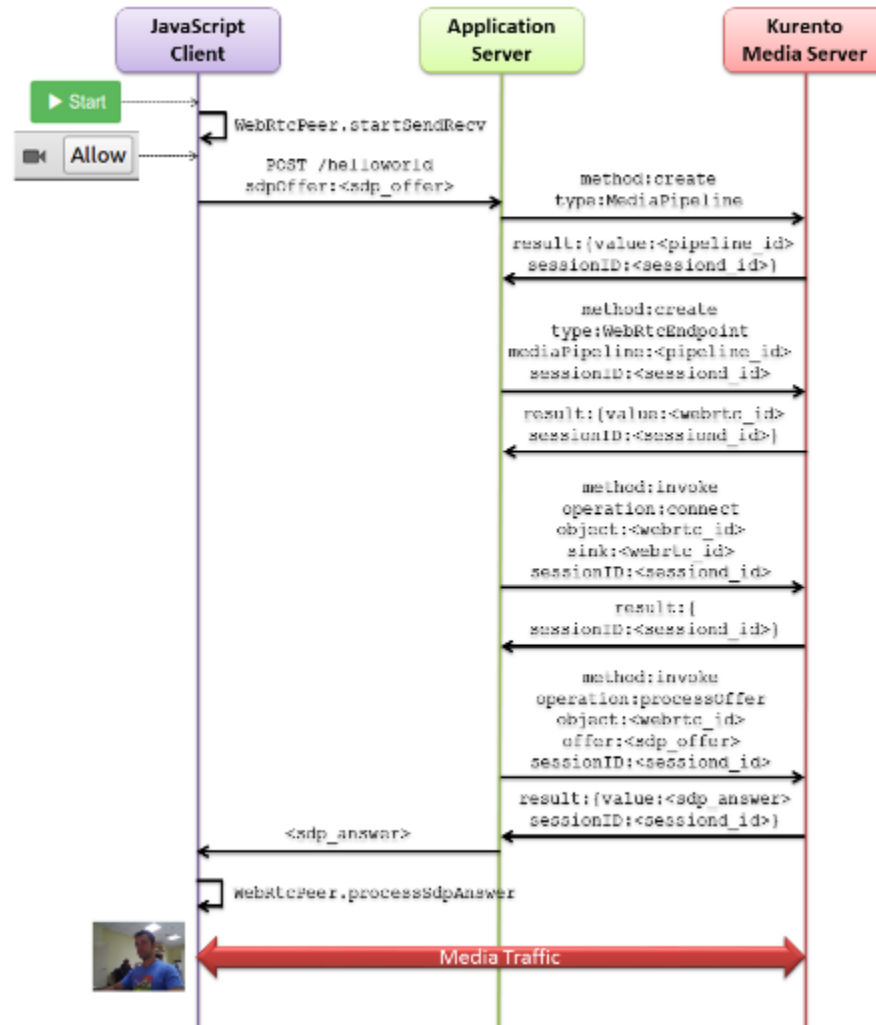 JavaScript
Client
Application
Server
Kurento
Media Server
Start
WebRtcPeer.startSendRecv
Allow
POST /helloworld
sdpOffer:<sdp_offer>
method:create
type:MediaPipeline
result:{value:<pipeline_id>
sessionID:<sessiond_id>}
method:create
type:WebRtcEndpoint
mediaPipeline:<pipeline_id>
sessionID:<sessiond_id>
result:{value:<webrtc_id>
sessionID:<sessiond_id>}
method:invoke
operation:connect
object:<webrtc_id>
sink:<webrtc_id>
sessionID:<sessiond_id>
result:{
sessionID:<sessiond_id>}
method:invoke
operation:processOffer
object:<webrtc_id>
offer:<sdp_offer>
sessionID:<sessiond_id>
result:{value:<sdp_answer>
sessionID:<sessiond_id>}
<sdp_answer>
WebRtcPeer.processSdpAnswer
Media Traffic